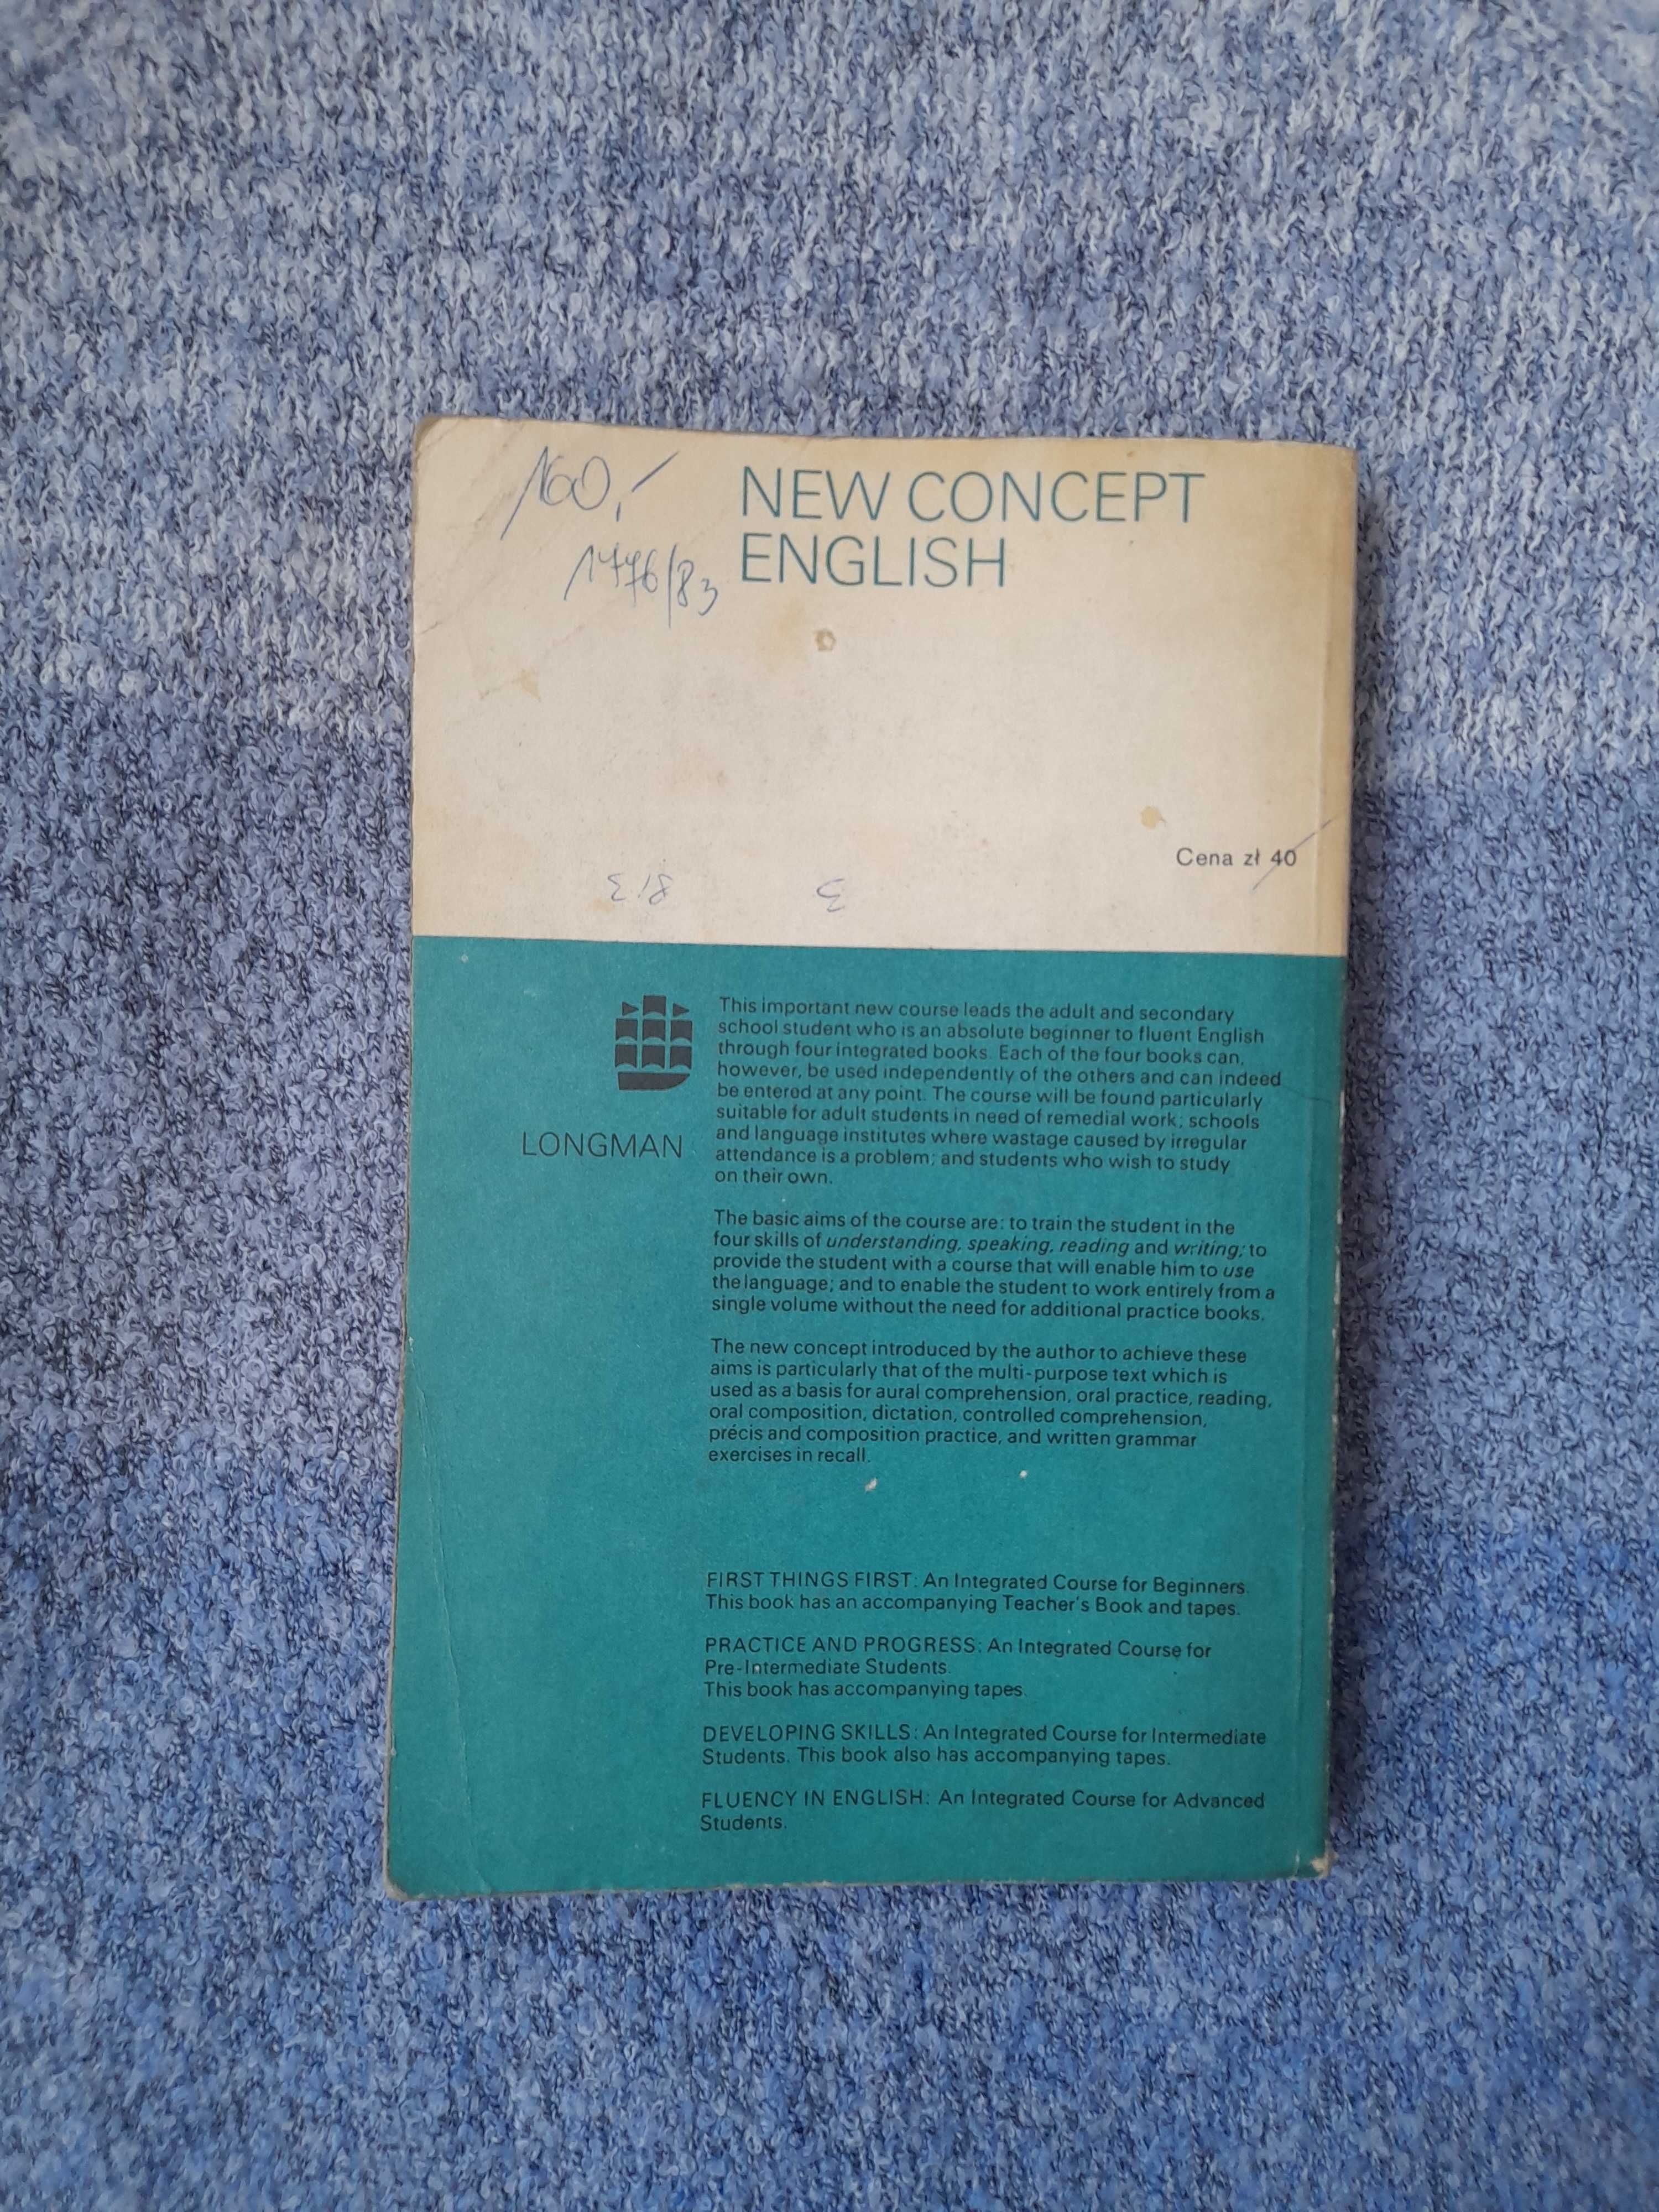 160,-
1776/83
NEW CONCEPT
ENGLISH
Cena zł 40
LONGMAN
This important new course leads the adult and secondary
school student who is an absolute beginner to fluent English
through four integrated books. Each of the four books can,
however, be used independently of the others and can indeed
be entered at any point. The course will be found particularly
suitable for adult students in need of remedial work; schools
and language institutes where wastage caused by irregular
attendance is a problem; and students who wish to study
on their own.
The basic aims of the course are: to train the student in the
four skills of understanding, speaking, reading and writing; to
provide the student with a course that will enable him to use
the language; and to enable the student to work entirely from a
single volume without the need for additional practice books.
The new concept introduced by the author to achieve these
aims is particularly that of the multi-purpose text which is
used as a basis for aural comprehension, oral practice, reading,
oral composition, dictation, controlled comprehension,
précis and composition practice, and written grammar
exercises in recall.
FIRST THINGS FIRST: An Integrated Course for Beginners.
This book has an accompanying Teacher's Book and tapes.
PRACTICE AND PROGRESS: An Integrated Course for
Pre-Intermediate Students.
This book has accompanying tapes.
DEVELOPING SKILLS: An Integrated Course for Intermediate
Students. This book also has accompanying tapes.
FLUENCY IN ENGLISH: An Integrated Course for Advanced
Students.